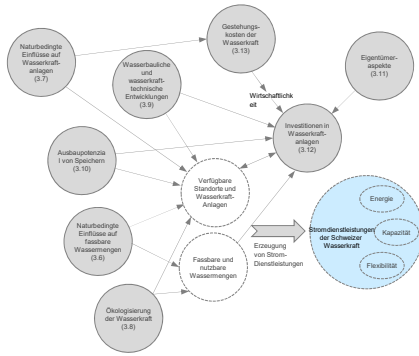 Gestehungs-
kosten der
Wasserkraft
(3.13)
Naturbedingte
Einflüsse auf
Wasserkraft-
anlagen
(3.7)
Wasserbauliche
und
wasserkraft-
technische
Entwicklungen
(3.9)
Eigentümer-
aspekte
(3.11)
Wirtschaftlich
keit
Investitionen in
Wasserkraft-
anlagen
(3.12)
Ausbaupotenzia
l von Speichern
(3.10)
Verfügbare
Standorte und
Wasserkraft-
Anlagen
Naturbedingte
Einflüsse auf
fassbare
Wassermengen
(3.6)
Fassbare und
nutzbare
Wassermengen
Erzeugung
von Strom-
Dienstleistungen
Energie
Stromdienstleistungen
der Schweizer
Wasserkraft
Kapazität
Flexibilität
Ökologisierung
der Wasserkraft
(3.8)